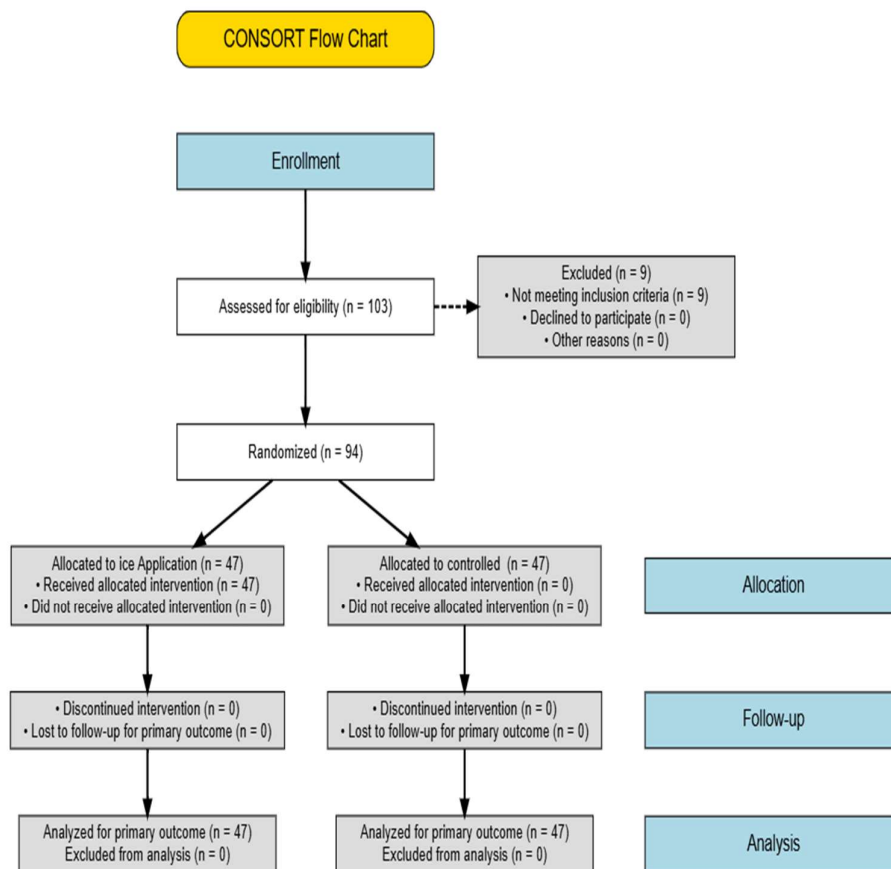 CONSORT Flow Chart
Enrollment
Assessed for eligibility (n = 103)
Excluded (n = 9)
• Not meeting inclusion criteria (n = 9)
• Declined to participate (n = 0)
• Other reasons (n = 0)
Randomized (n = 94)
Allocated to ice Application (n = 47)
• Received allocated intervention (n = 47)
• Did not receive allocated intervention (n = 0)
Allocated to controlled (n = 47)
• Received allocated intervention (n = 0)
• Did not receive allocated intervention (n = 0)
Allocation
• Discontinued intervention (n = 0)
• Lost to follow-up for primary outcome (n = 0)
• Discontinued intervention (n = 0)
• Lost to follow-up for primary outcome (n = 0)
Follow-up
Analyzed for primary outcome (n = 47)
Excluded from analysis (n = 0)
Analyzed for primary outcome (n = 47)
Excluded from analysis (n = 0)
Analysis